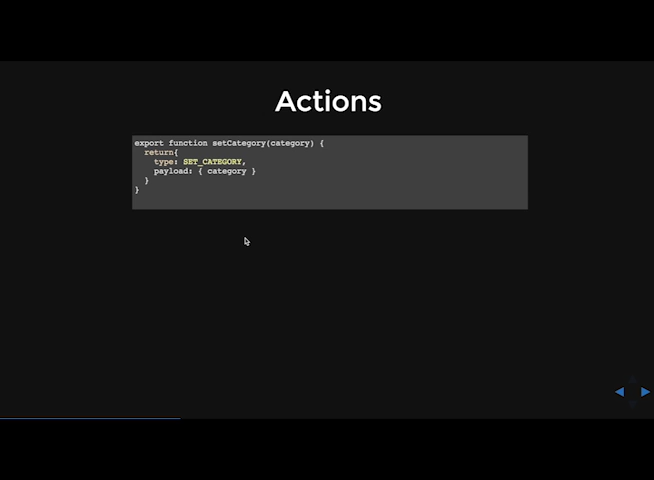 Actions
export function setCategory(category) {
  return{
    type: SET_CATEGORY,
    payload: { category }
  }
}